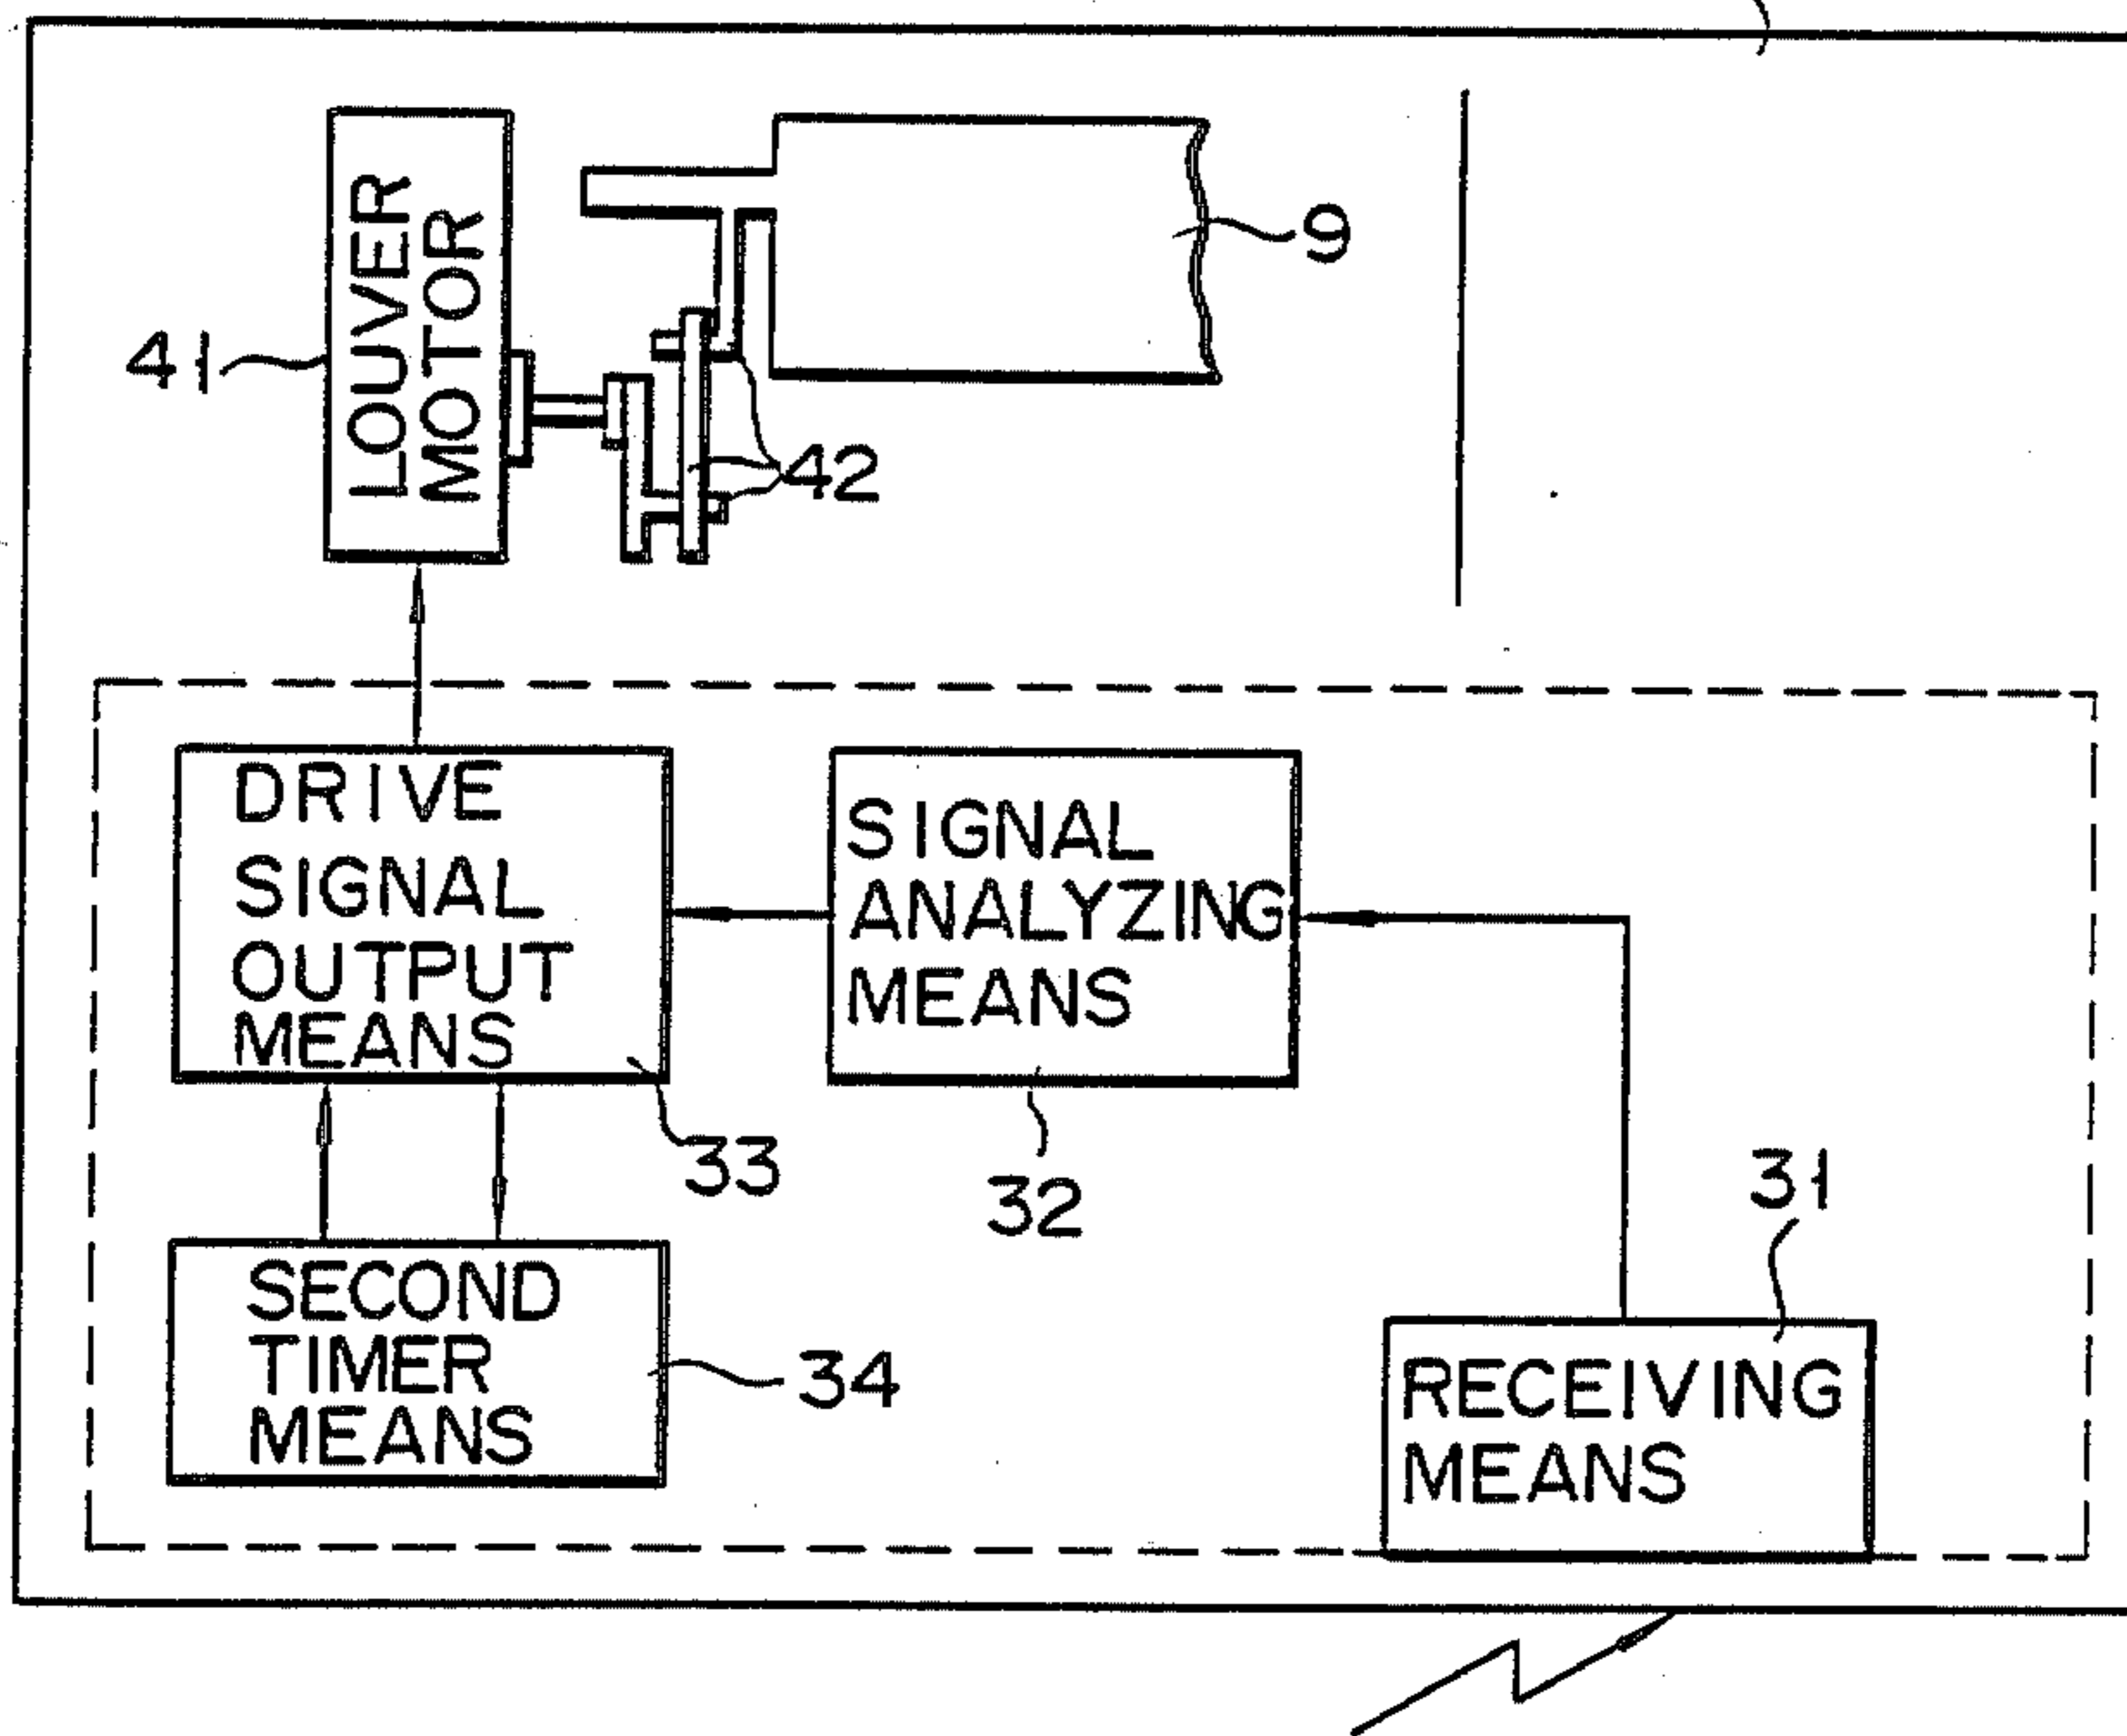 LOUVER
MOTOR
9
41
42
DRIVE
SIGNAL
OUTPUT
MEANS
SIGNAL
ANALYZING
MEANS
33
32
31
SECOND
TIMER
MEANS
34
RECEIVING
MEANS